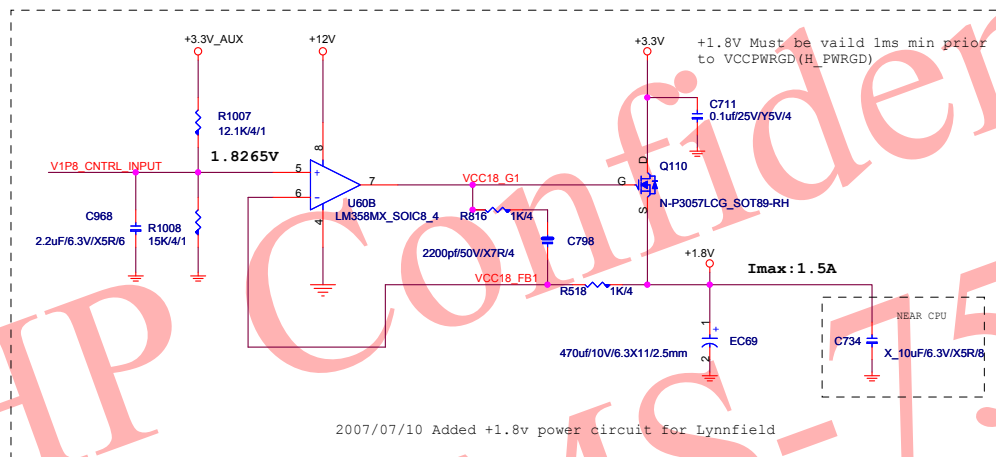 +3.3V_AUX
+12V
+3.3V
+1.8V Must be vaild 1ms min prior
to VCCPWRGD(H_PWRGD)
R1007
12.1K/4/1
C711
0.1uf/25V/Y5V/4
V1P8_CNTRL_INPUT
1.8265V
5
+
6
-
8
4
7
U60B
LM358MX_SOIC8_4
VCC18_G1
G
D
S
Q110
N-P3057LCG_SOT89-RH
C968
2.2uF/6.3V/X5R/6
R1008
15K/4/1
R816
1K/4
C798
2200pf/50V/X7R/4
VCC18_FB1
R518
1K/4
+1.8V
Imax:1.5A
1
+
2
EC69
470uf/10V/6.3X11/2.5mm
NEAR CPU
C734
X_10uF/6.3V/X5R/8
2007/07/10 Added +1.8v power circuit for Lynnfield
HP Confiden
MS-75